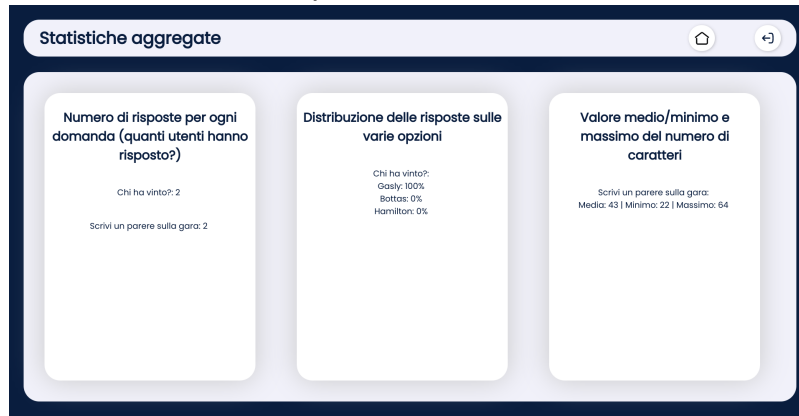 Statistiche aggregate
Numero di risposte per ogni
domanda (quanti utenti hanno
risposto?)
Chi ha vinto?: 2
Scrivi un parere sulla gara: 2
Distribuzione delle risposte sulle
varie opzioni
Chi ha vinto?:
Gasly: 100%
Bottas: 0%
Hamilton: 0%
Valore medio/minimo e
massimo del numero di
caratteri
Scrivi un parere sulla gara:
Media: 43 | Minimo: 22 | Massimo: 64